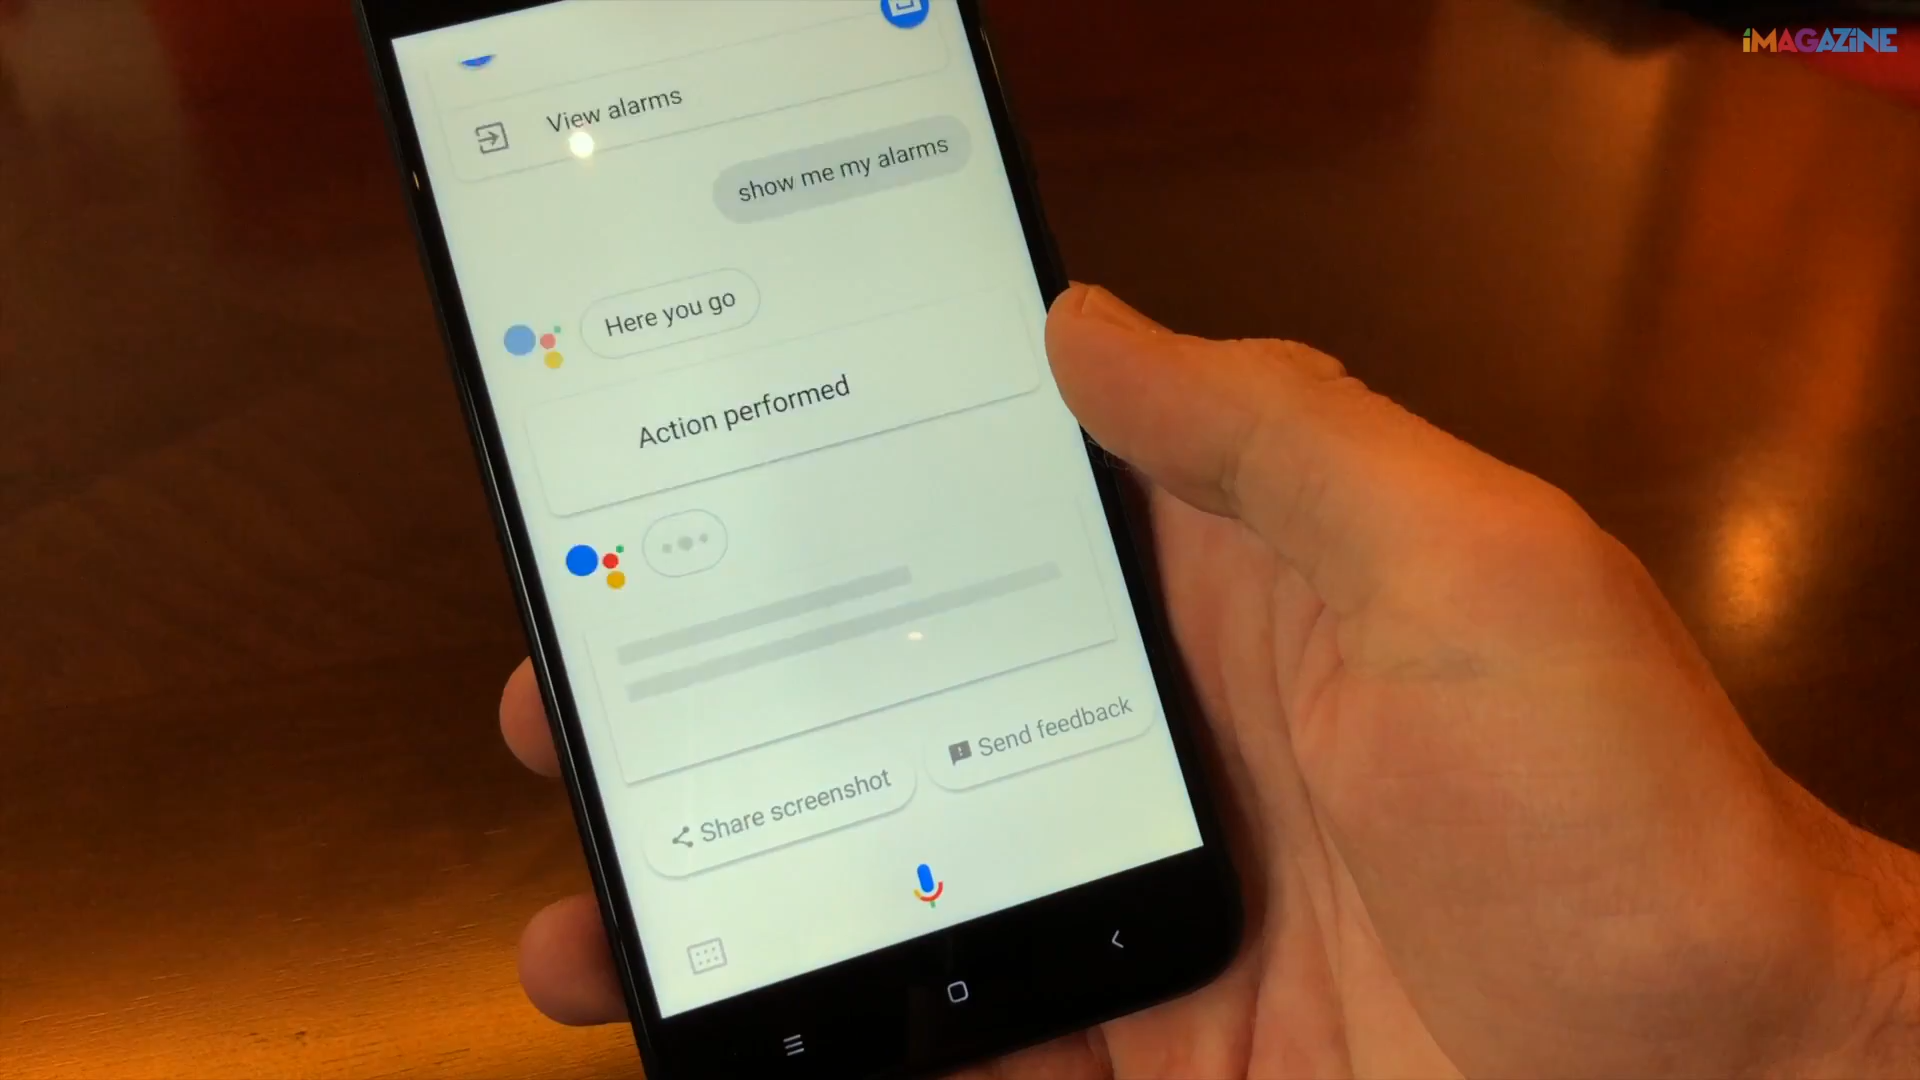 iMAGAZINE
View alarms
show me my alarms
Here you go
Action performed
Send feedback
Share screenshot